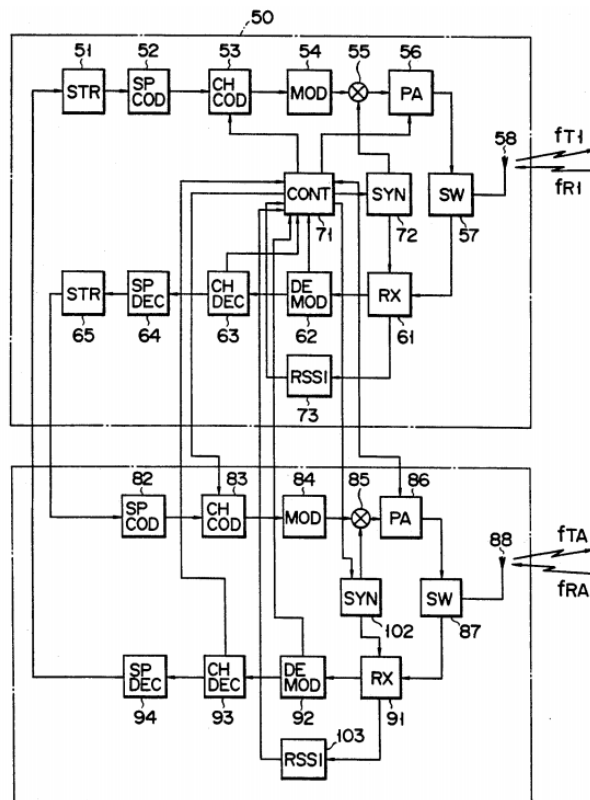 50
51 52 53 54 55 56
STR SP COD CH COD MOD PA
58
fT1
fR1
CONT SYN SW
71 72 57
STR SP DEC CH DEC DE MOD RX
65 64 63 62 61
RSSI
73
82 83 84 85 86
SP COD CH COD MOD PA
88
fTA
fRA
SYN SW
102 87
SP DEC CH DEC DE MOD RX
94 93 92 91
103
RSSI